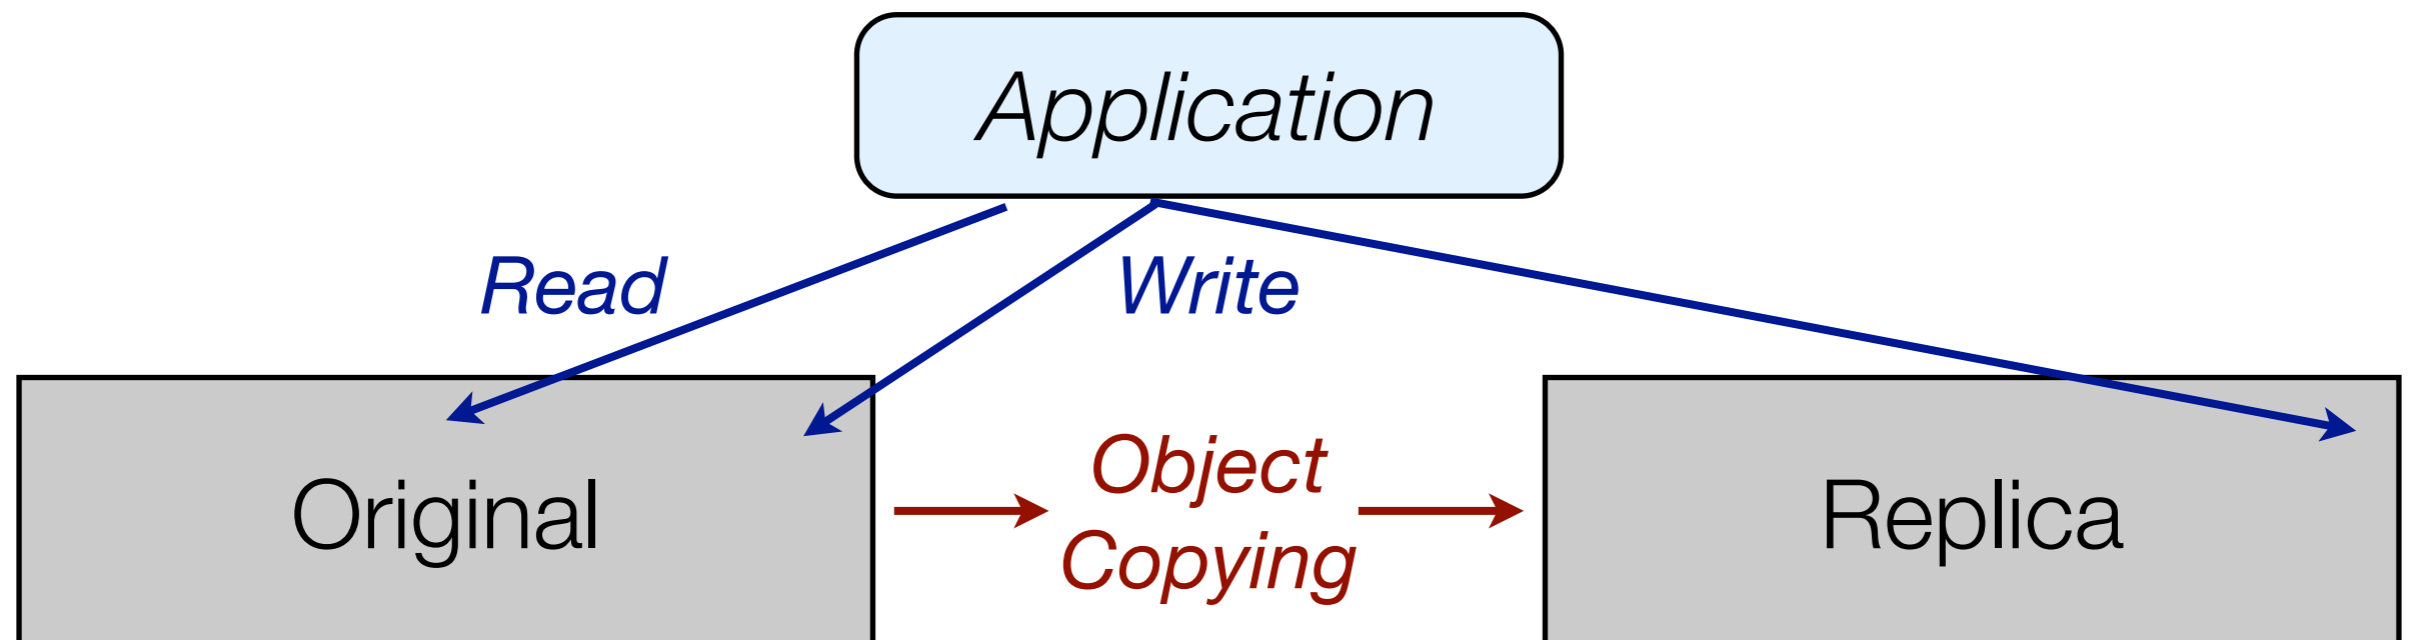 Application
Read
Write
Object
Copying
Original
Replica